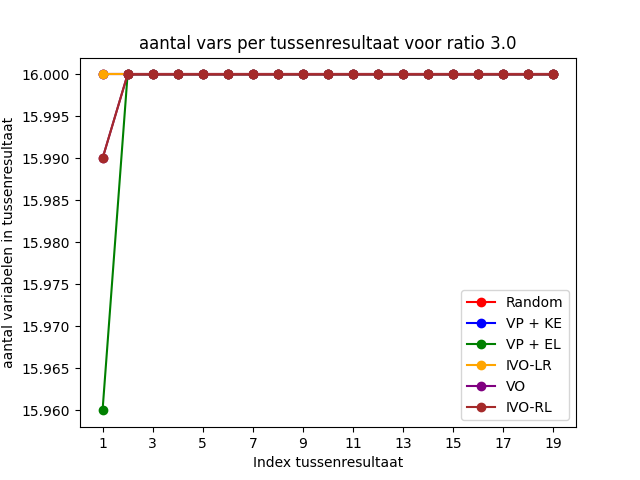 aantal vars per tussenresultaat voor ratio 3.0
aantal variabelen in tussenresultaat
16.000
15.995
15.990
15.985
15.980
15.975
15.970
15.965
15.960
Random
VP + KE
VP + EL
IVO-LR
VO
IVO-RL
1 3 5 7 9 11 13 15 17 19
Index tussenresultaat